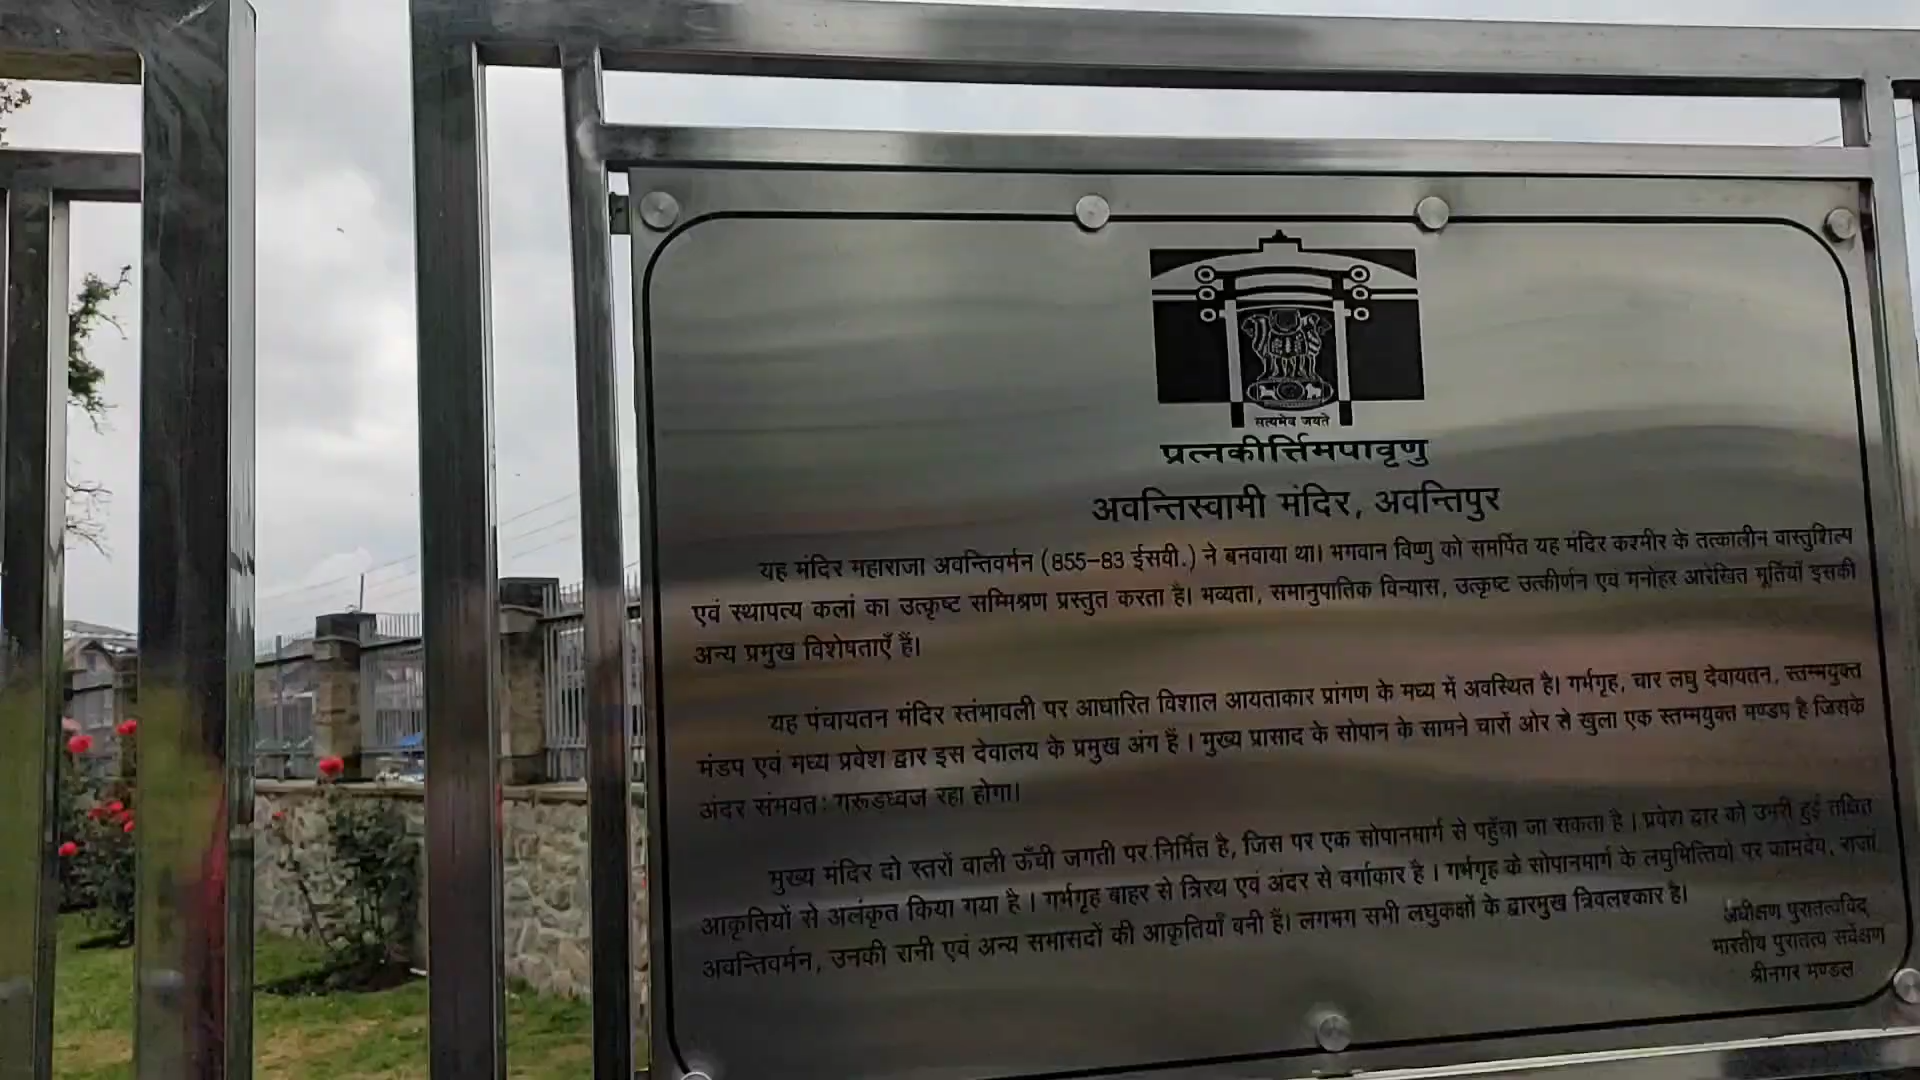 सत्यमेव जयते
प्रत्नकीर्त्तिमपावृणु
अवन्तिस्वामी मंदिर, अवन्तिपुर
यह मंदिर महाराजा अवन्तिवर्मन (855–83 ईसवी.) ने बनवाया था। भगवान विष्णु को समर्पित यह मंदिर कश्मीर के तत्कालीन वास्तुशिल्प
एवं स्थापत्य कलां का उत्कृष्ट सम्मिश्रण प्रस्तुत करता है। भव्यता, समानुपातिक विन्यास, उत्कृष्ट उत्कीर्णन एवं मनोहर आरेखित मूर्तियाँ इसकी
अन्य प्रमुख विशेषताएँ हैं।
यह पंचायतन मंदिर स्तंभावली पर आधारित विशाल आयताकार प्रांगण के मध्य में अवस्थित है। गर्भगृह, चार लघु देवायतन, स्तम्भयुक्त
मंडप एवं मध्य प्रवेश द्वार इस देवालय के प्रमुख अंग हैं । मुख्य प्रासाद के सोपान के सामने चारों ओर से खुला एक स्तम्भयुक्त मण्डप है जिसके
अंदर संभवतः गरूडध्वज रहा होगा।
मुख्य मंदिर दो स्तरों वाली ऊँची जगती पर निर्मित है, जिस पर एक सोपानमार्ग से पहुँचा जा सकता है । प्रवेश द्वार को उभरी हुई तक्षित
आकृतियों से अलंकृत किया गया है । गर्भगृह बाहर से त्रिरथ एवं अंदर से वर्गाकार है । गर्भगृह के सोपानमार्ग के लघुभित्तियों पर कामदेव, राजा
अवन्तिवर्मन, उनकी रानी एवं अन्य सभासदों की आकृतियाँ बनी हैं। लगभग सभी लघुकक्षों के द्वारमुख त्रिवलश्कार है।
अधीक्षण पुरातत्वविद्
भारतीय पुरातत्व सर्वेक्षण
श्रीनगर मण्डल